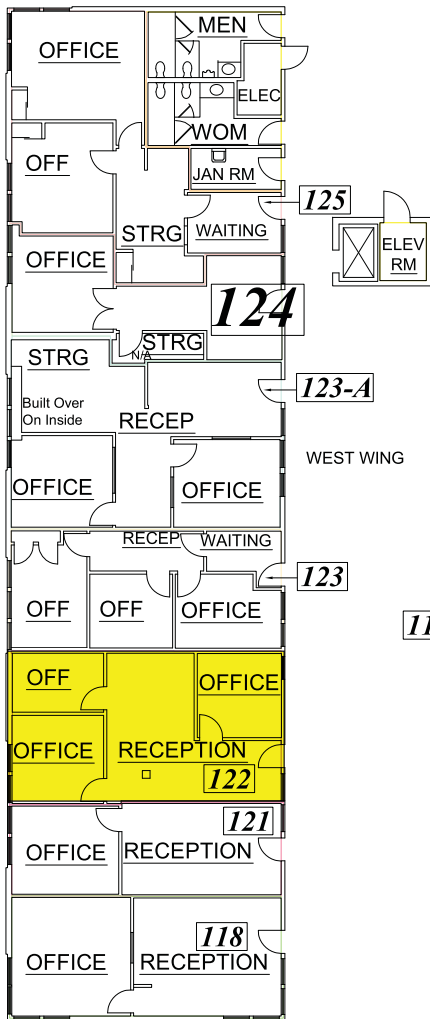 MEN
OFFICE
ELEC
WOM
OFF
JAN RM
125
STRG
WAITING
ELEV
RM
OFFICE
124
STRG
N/A
STRG
123-A
Built Over
On Inside
RECEP
WEST WING
OFFICE
OFFICE
RECEP
WAITING
123
OFF
OFF
OFFICE
11
OFF
OFFICE
OFFICE
RECEPTION
122
121
OFFICE
RECEPTION
118
OFFICE
RECEPTION